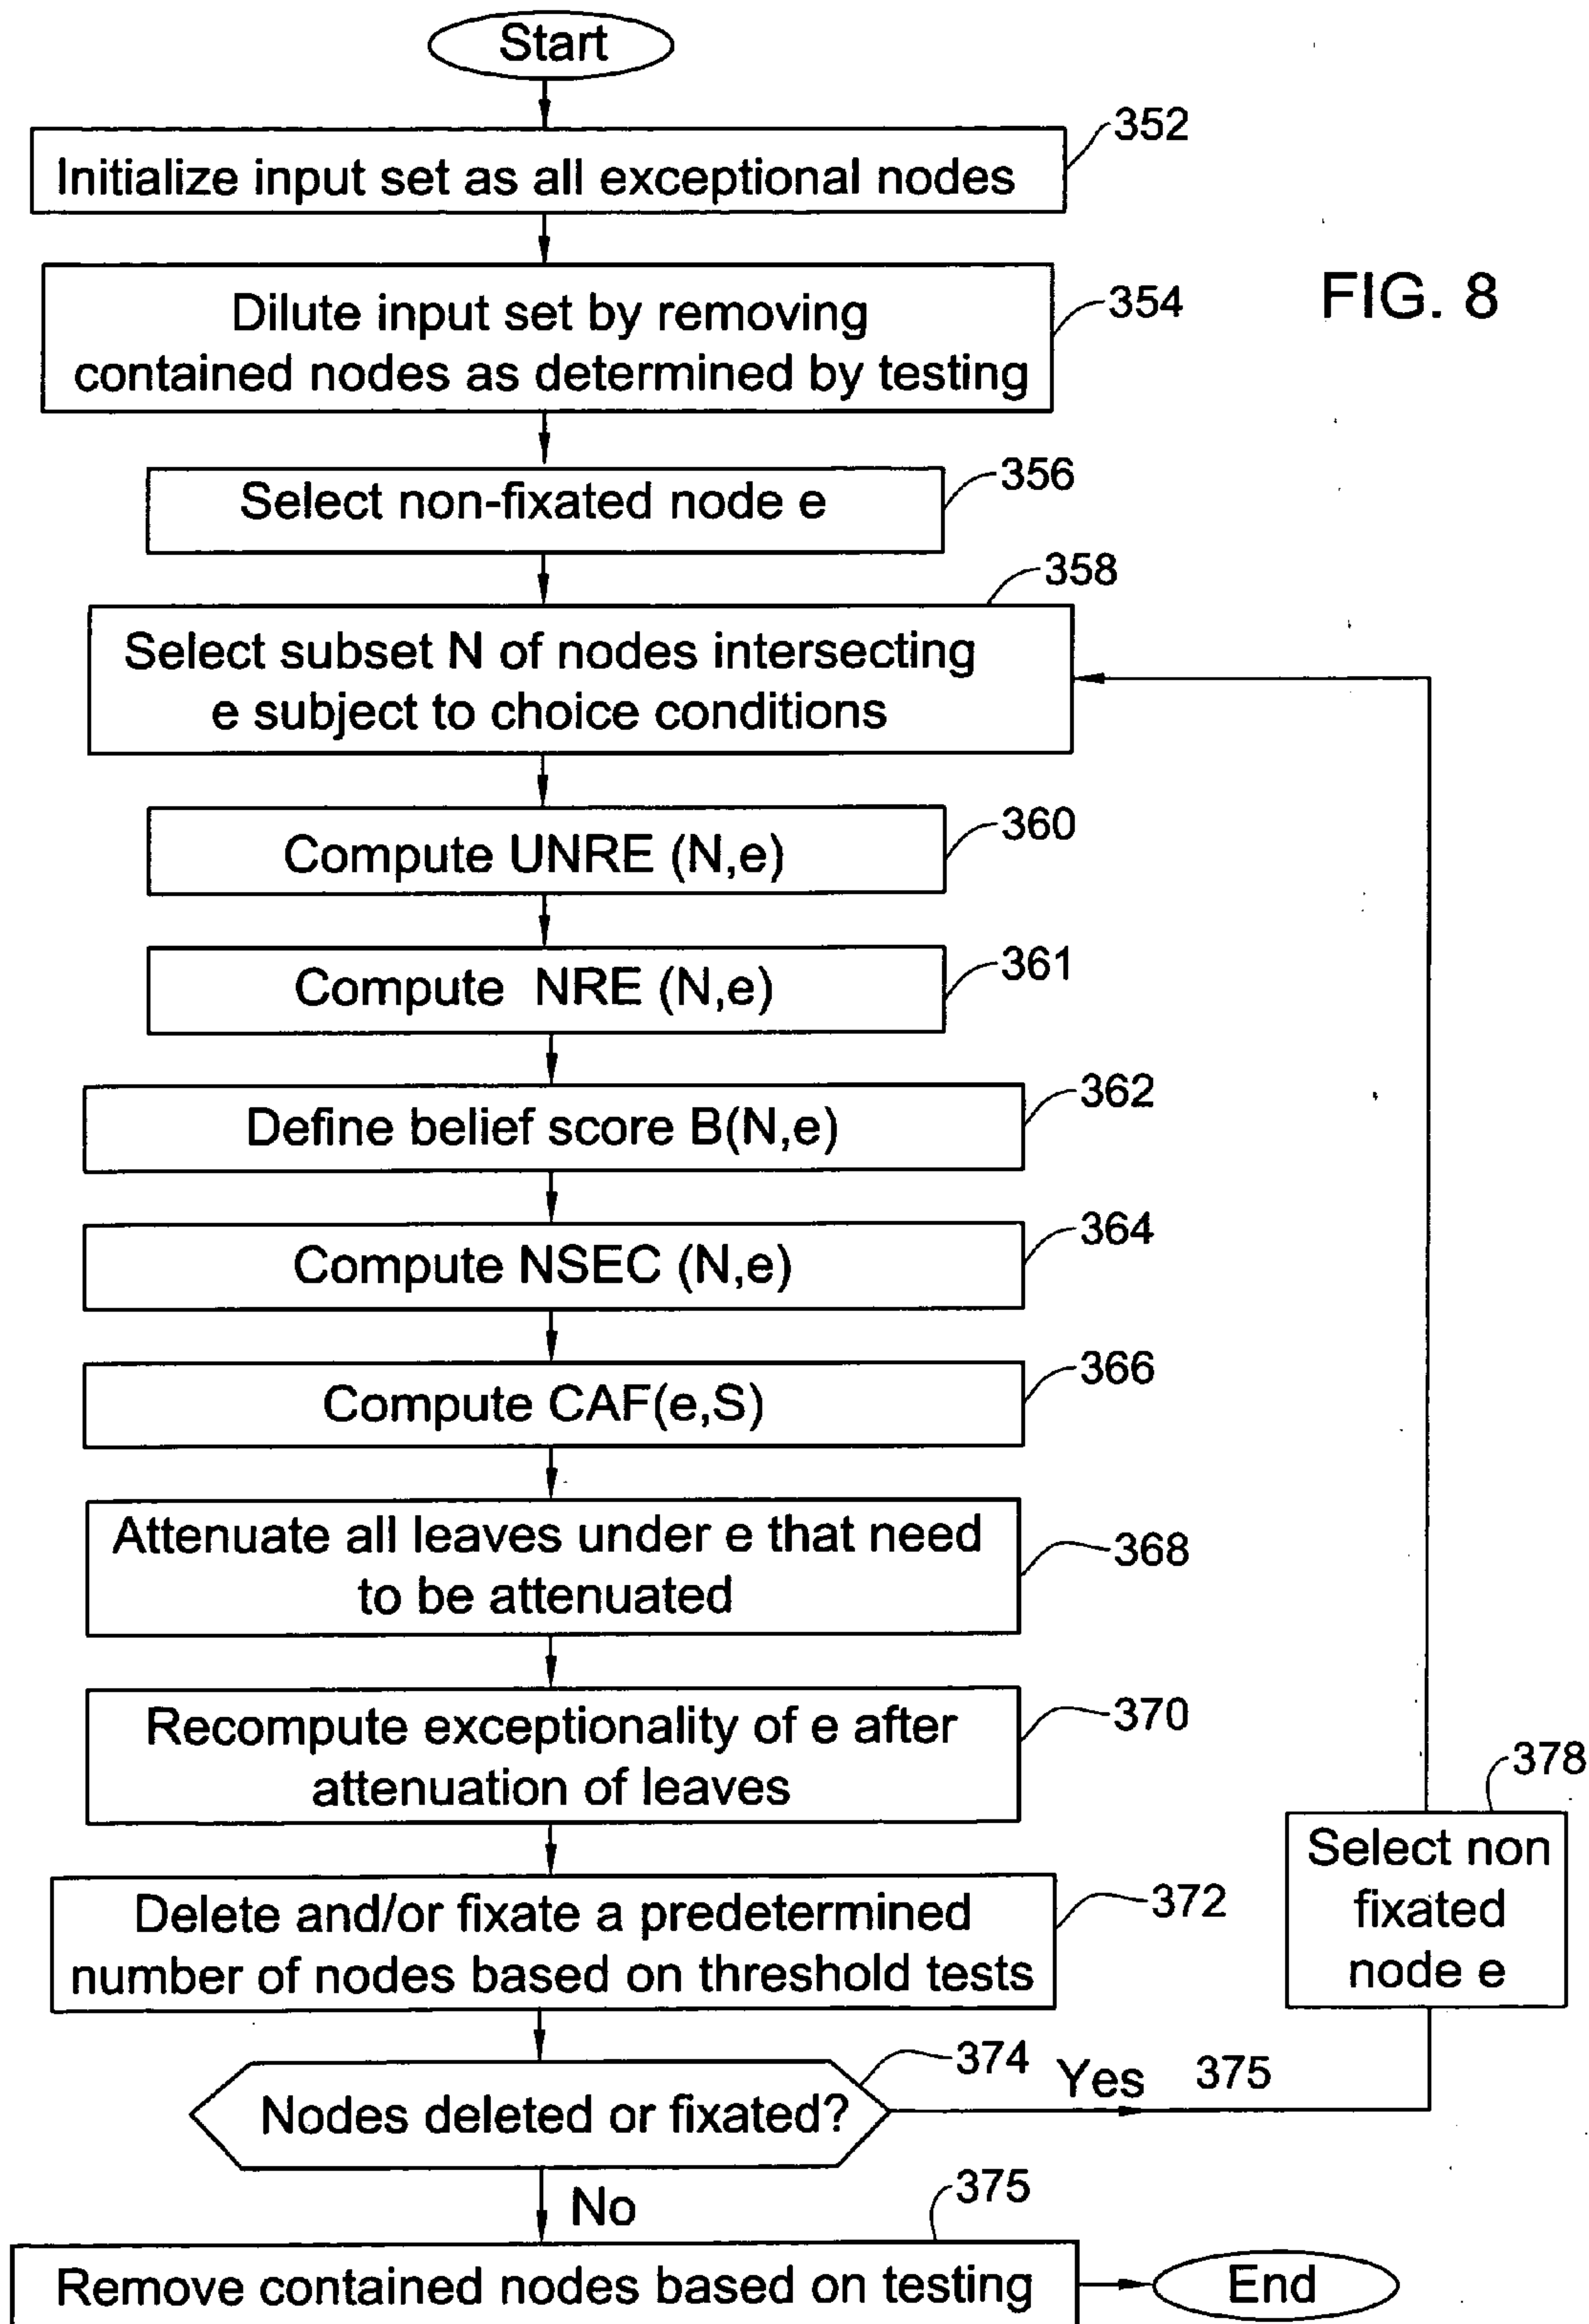 Start
352
Initialize input set as all exceptional nodes
FIG. 8
354
Dilute input set by removing
contained nodes as determined by testing
356
Select non-fixated node e
358
Select subset N of nodes intersecting
e subject to choice conditions
360
Compute UNRE (N,e)
361
Compute NRE (N,e)
362
Define belief score B(N,e)
364
Compute NSEC (N,e)
366
Compute CAF(e,S)
368
Attenuate all leaves under e that need
to be attenuated
370
Recompute exceptionality of e after
attenuation of leaves
378
Select non
fixated
node e
372
Delete and/or fixate a predetermined
number of nodes based on threshold tests
374
Nodes deleted or fixated?
Yes 375
No
375
Remove contained nodes based on testing
End